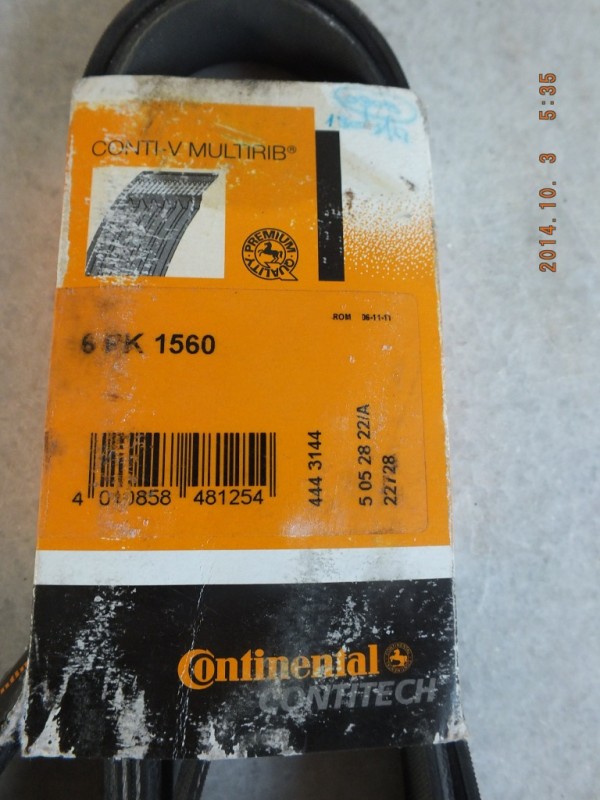 CONTI-V MULTIRIB®
PREMIUM QUALITY
ROM 06-11-11
6 PK 1560
4 010858 481254
444 3144
5 05 28 22/A
22728
Continental
CONTITECH
2014.10. 3 5:35